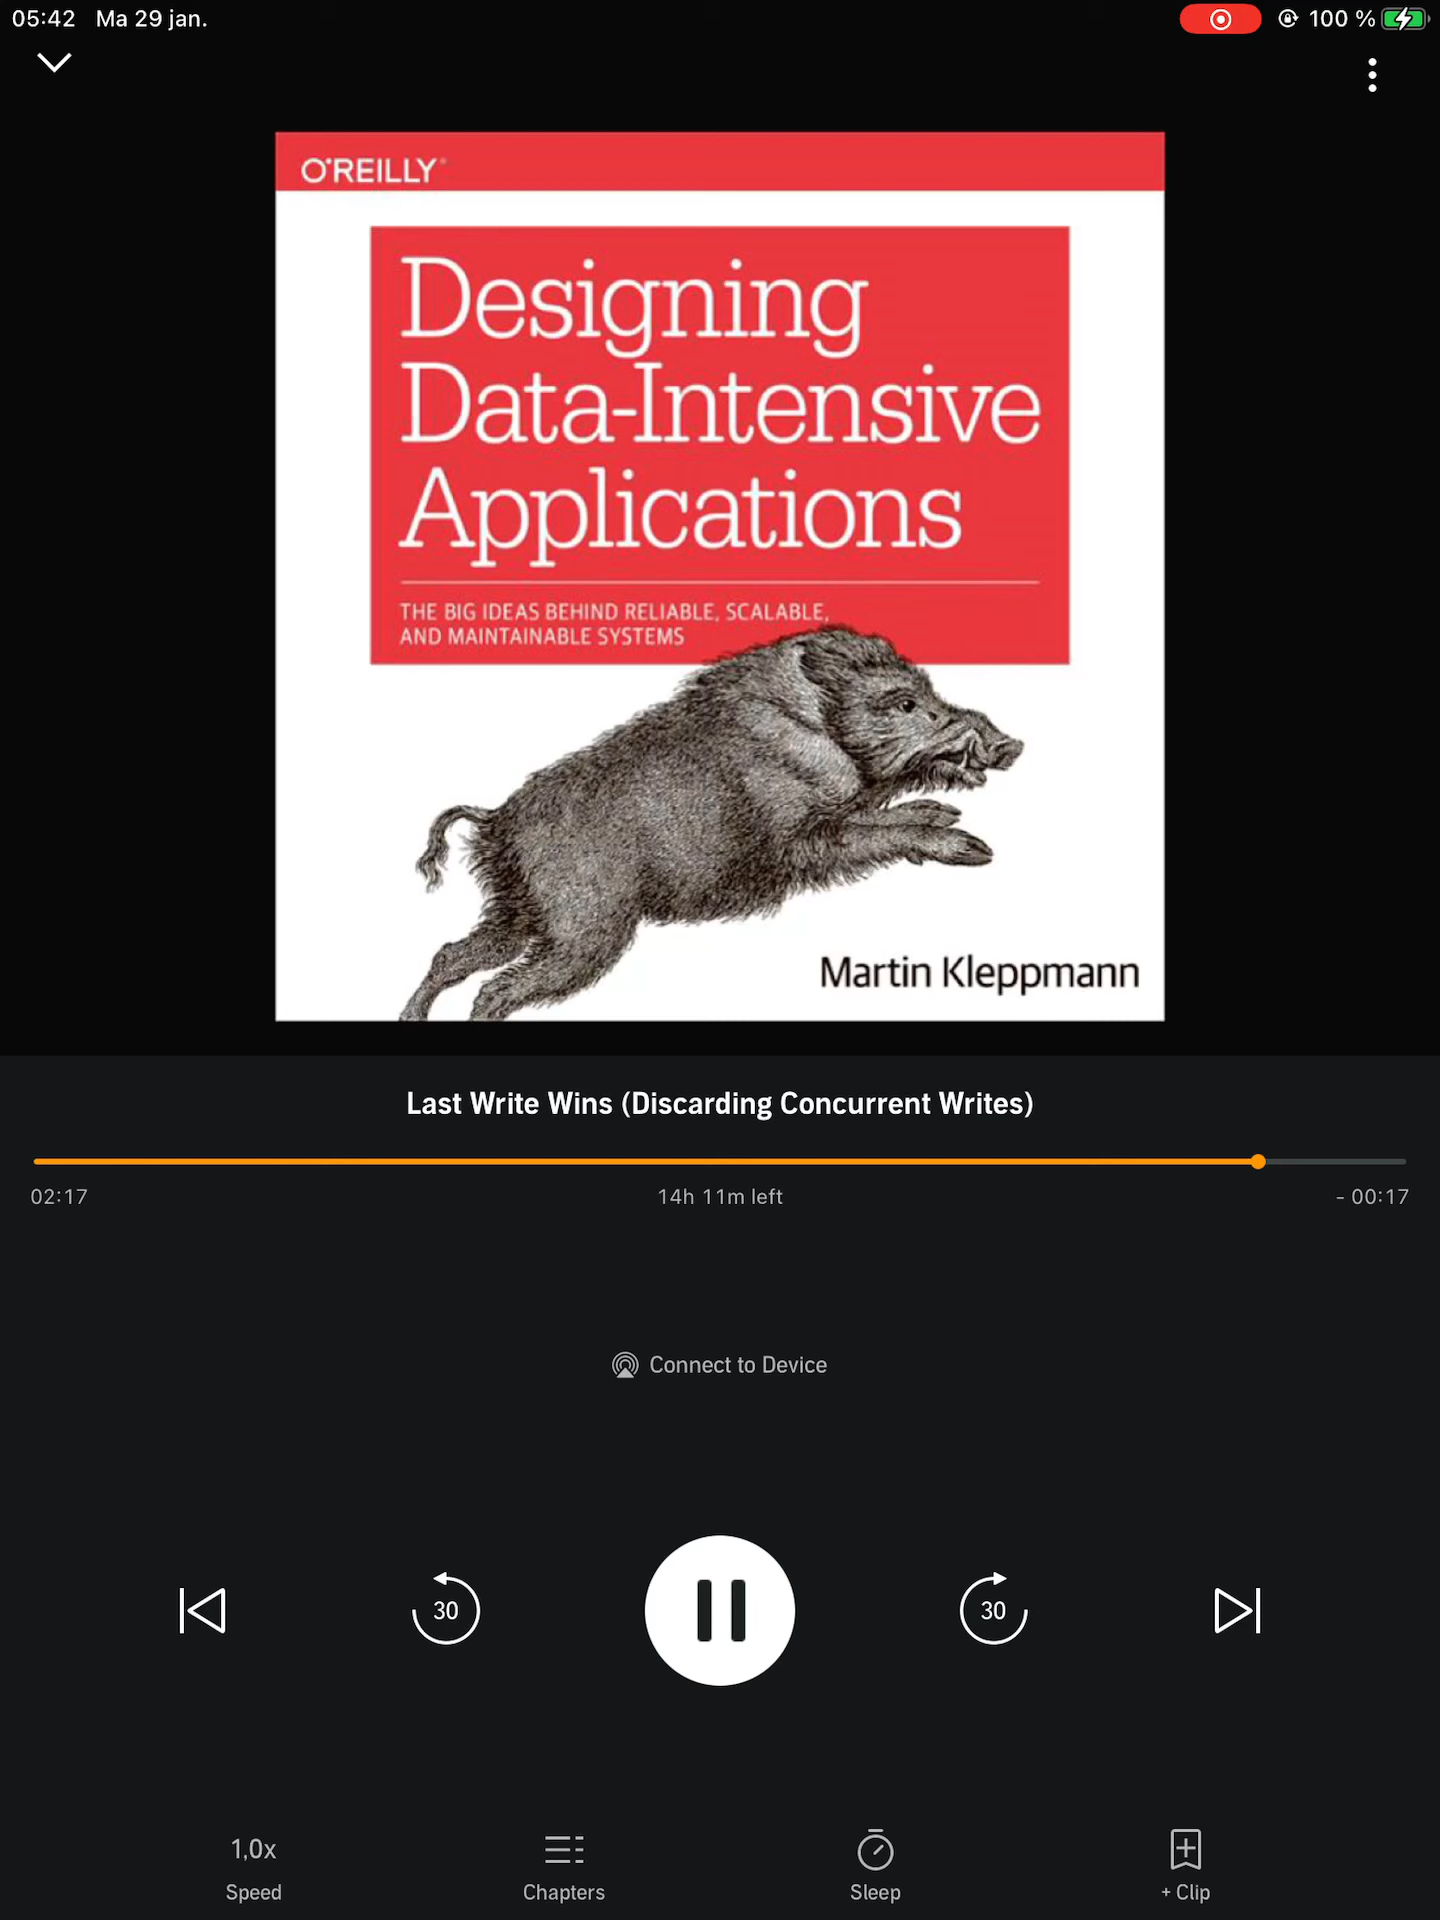 05:42 Ma 29 jan.
100 %
O'REILLY®
Designing
Data-Intensive
Applications
THE BIG IDEAS BEHIND RELIABLE, SCALABLE,
AND MAINTAINABLE SYSTEMS
Martin Kleppmann
Last Write Wins (Discarding Concurrent Writes)
02:17 14h 11m left - 00:17
Connect to Device
30 30
1,0x
Speed Chapters Sleep + Clip